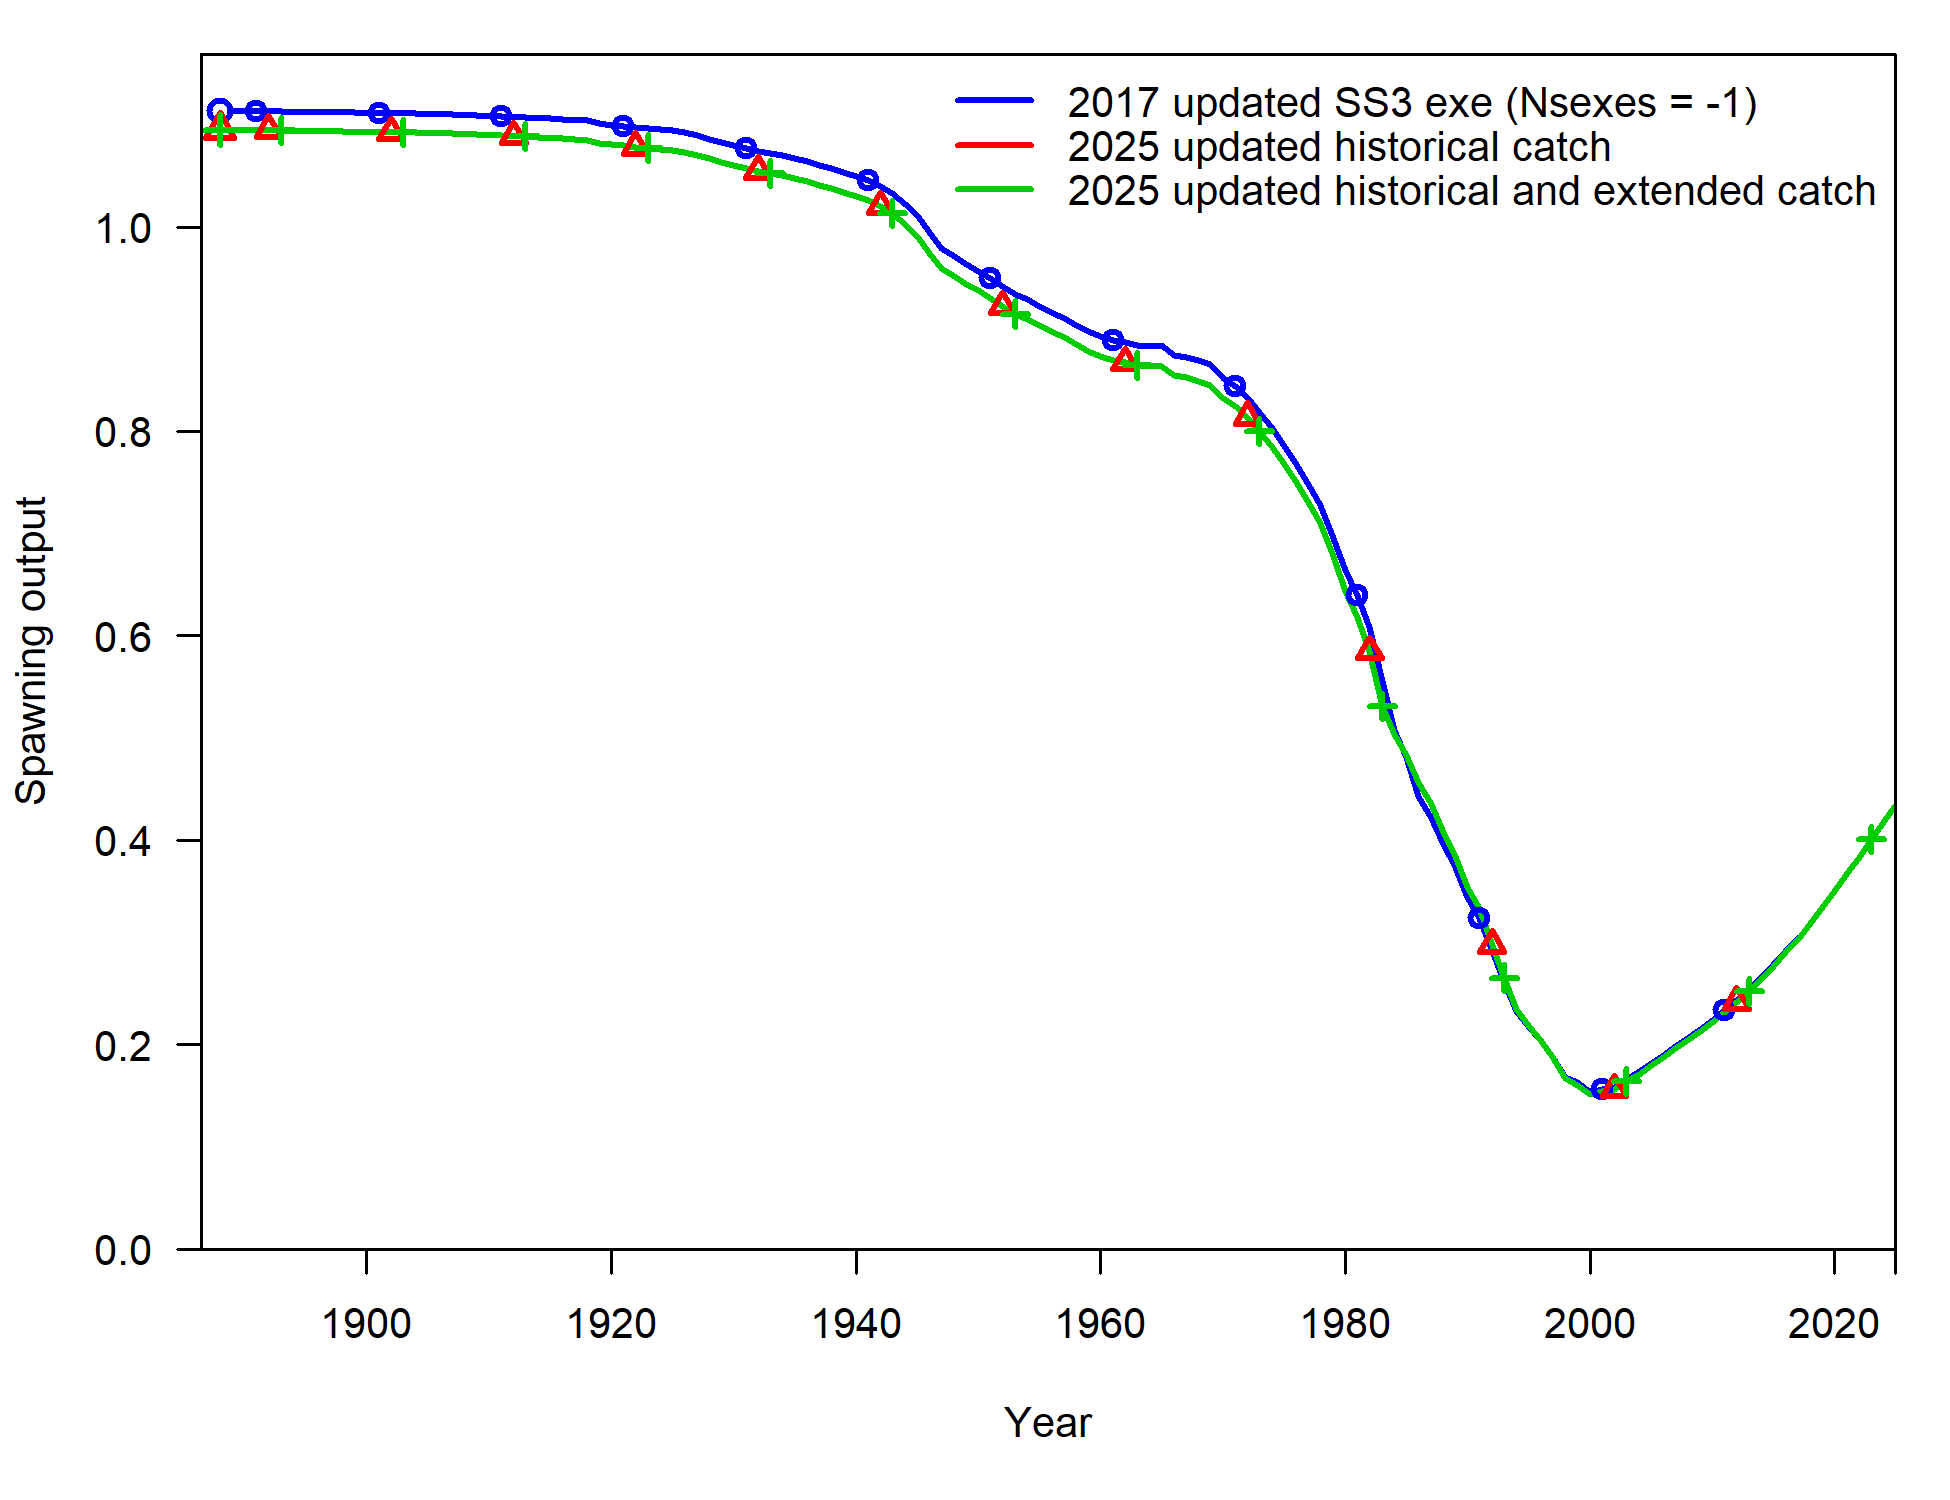 2017 updated SS3 exe (Nsexes = -1)
2025 updated historical catch
2025 updated historical and extended catch
Spawning output
1.0
0.8
0.6
0.4
0.2
0.0
1900 1920 1940 1960 1980 2000 2020
Year